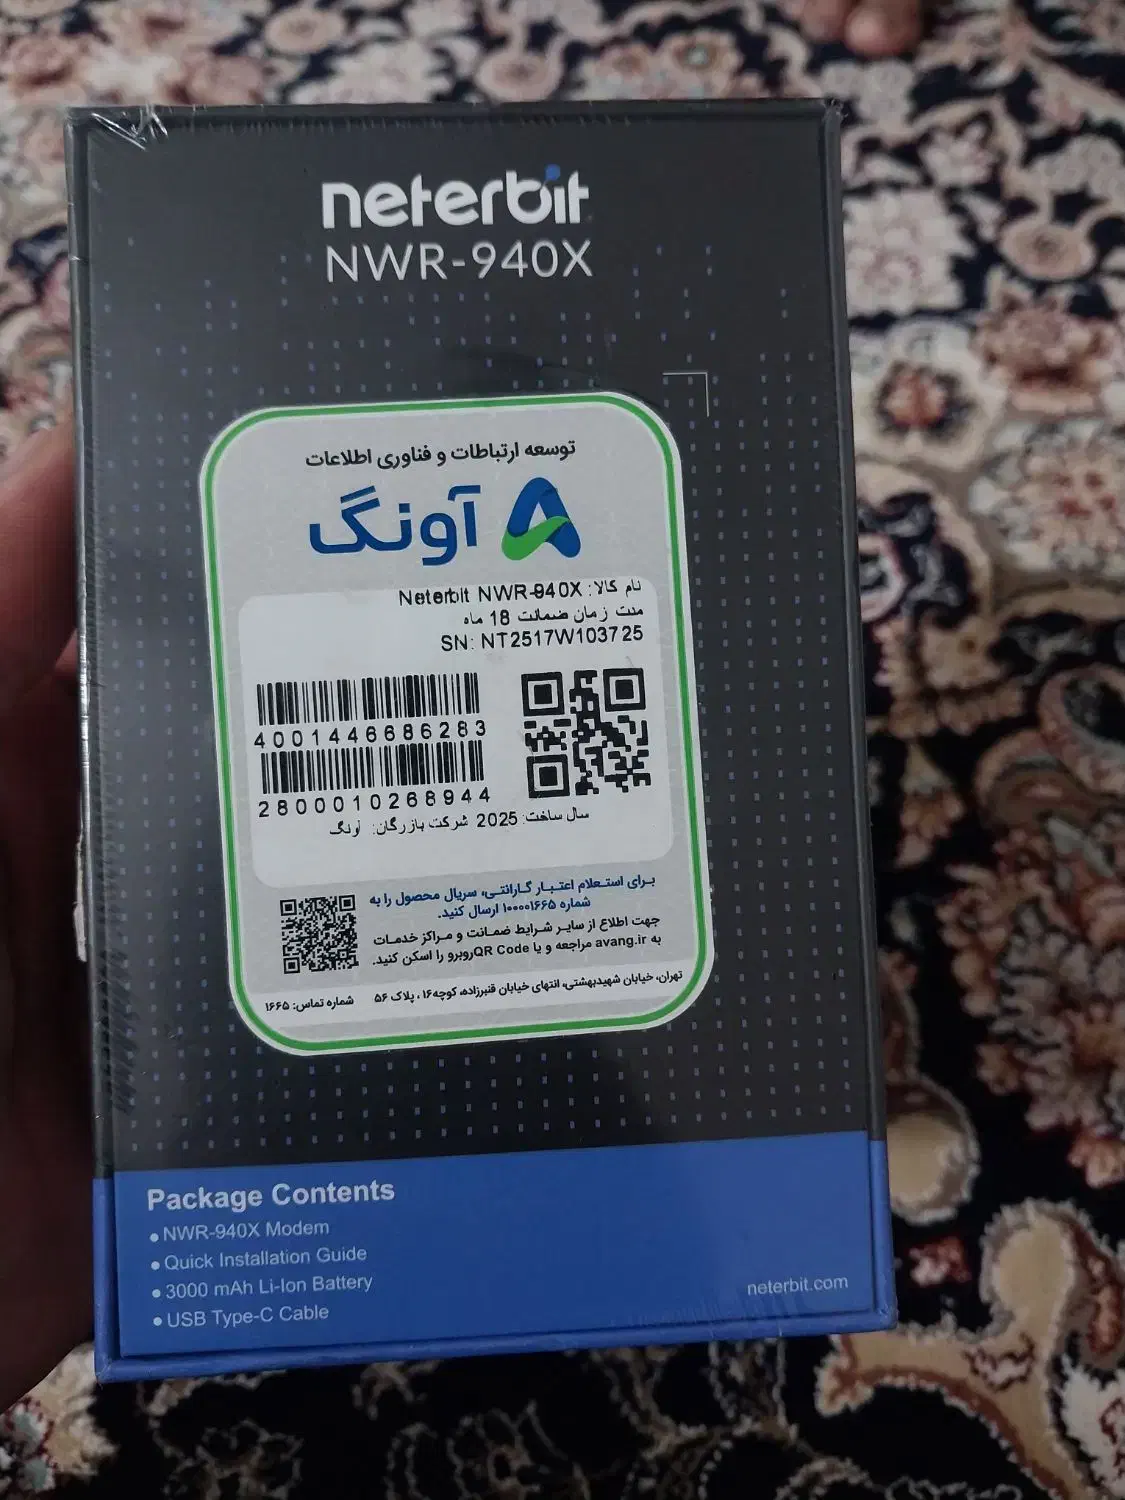 neterbit
NWR-940X
توسعه ارتباطات و فناوری اطلاعات
آونگ
نام کالا: Neterbit NWR-940X
مدت زمان ضمانت 18 ماه
SN: NT2517W103725
4001446686283
2800010268944
سال ساخت: 2025 شرکت بازرگان: آونگ
برای استعلام اعتبار گارانتی، سریال محصول را به
شماره ۱۰۰۰۰۱۶۶۵ ارسال کنید.
جهت اطلاع از سایر شرایط ضمانت و مراکز خدمات
به avang.ir مراجعه و یا QR Code روبرو را اسکن کنید.
تهران، خیابان شهیدبهشتی، انتهای خیابان قنبرزاده، کوچه۱۶ ، پلاک ۵۶ شماره تماس: ۱۶۶۵
Package Contents
• NWR-940X Modem
• Quick Installation Guide
• 3000 mAh Li-Ion Battery
• USB Type-C Cable
neterbit.com